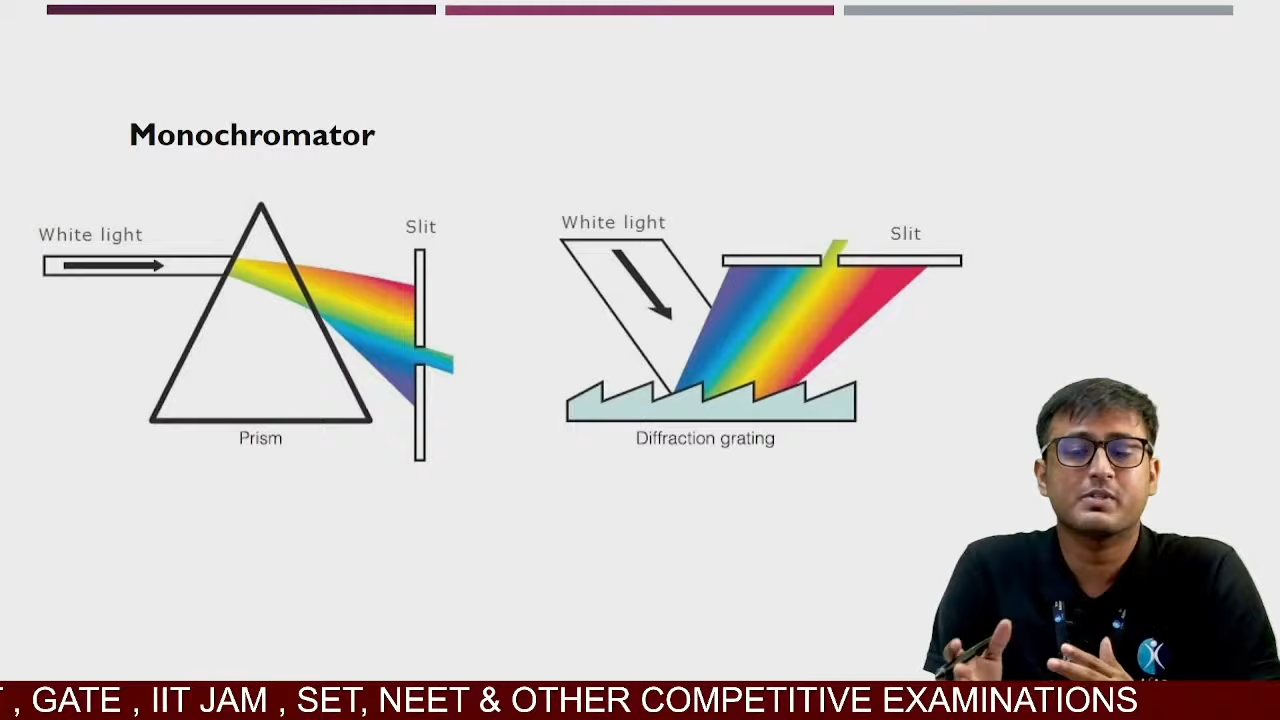 Monochromator
White light
Slit
Prism
White light
Slit
Diffraction grating
, GATE , IIT JAM , SET, NEET & OTHER COMPETITIVE EXAMINATIONS